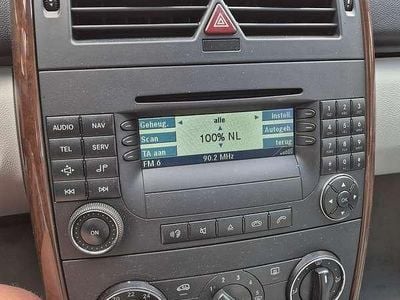 AUDIO
NAV
TEL
SERV
Geheug.
alle
Install.
Scan
100% NL
Autogeh.
TA aan
terug
FM 6
90.2 MHz
ON
OK